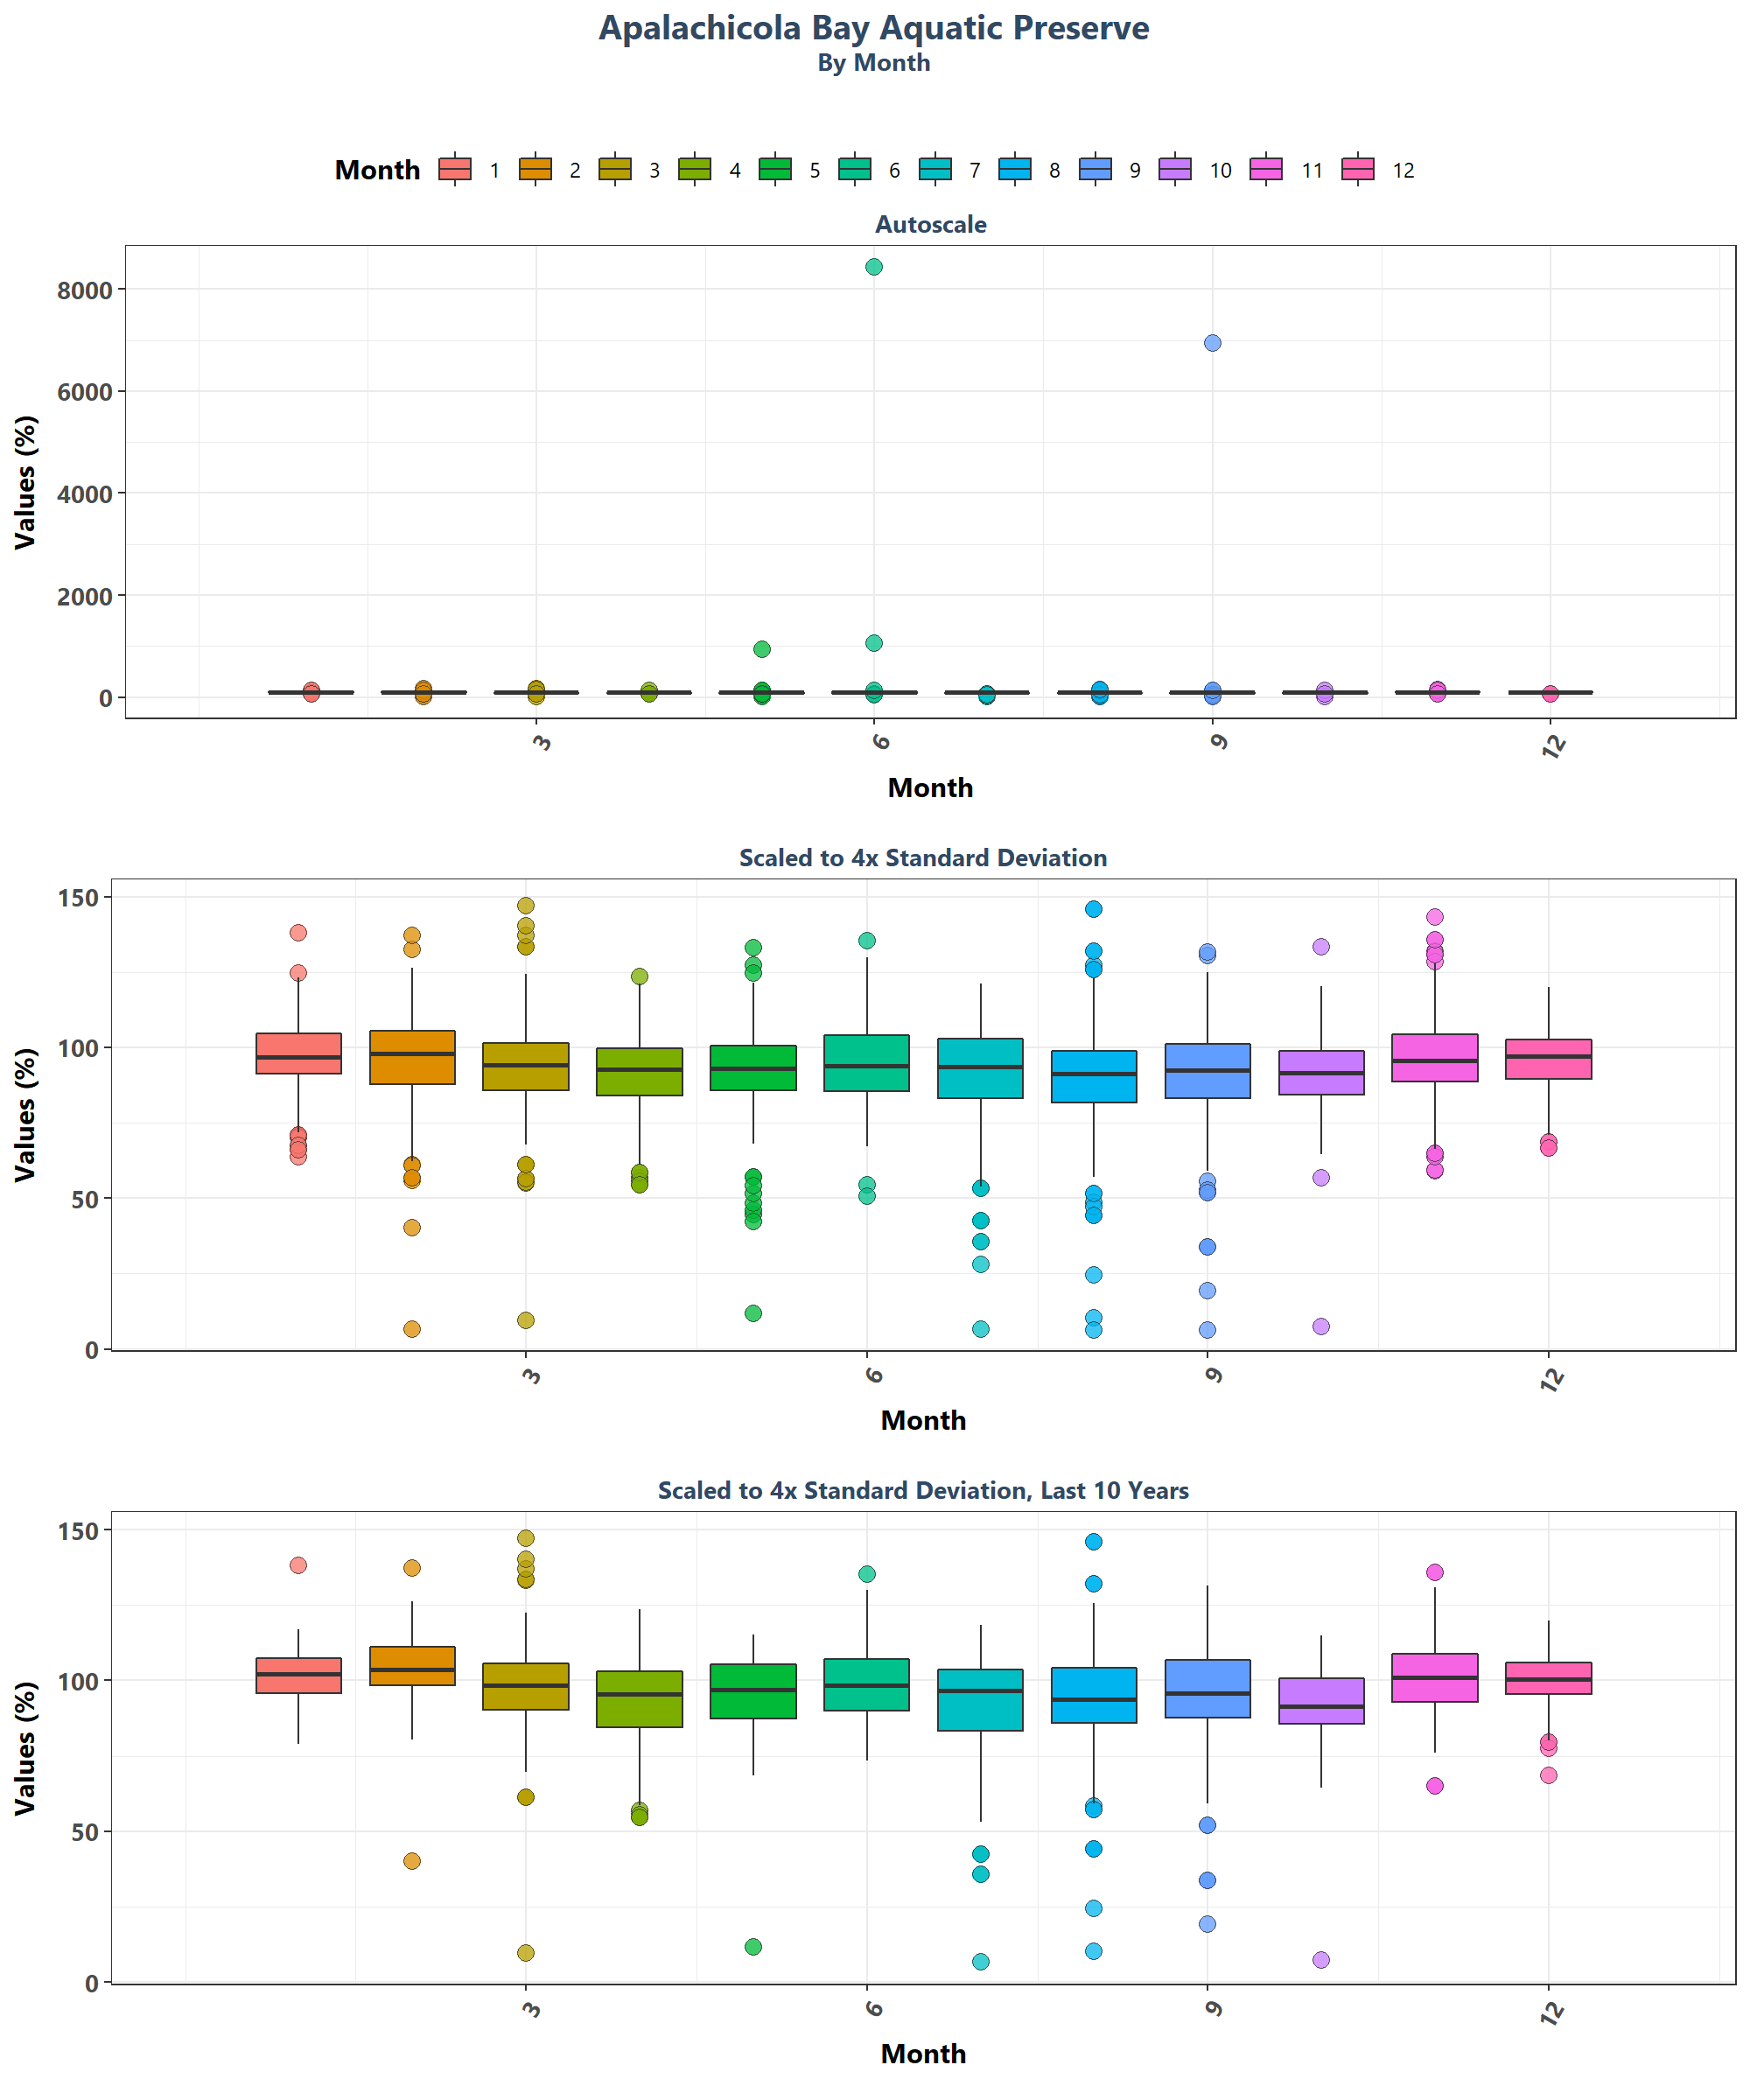 Apalachicola Bay Aquatic Preserve
By Month
Month 1 2 3 4 5 6 7 8 9 10 11 12
Autoscale
8000
6000
4000
2000
0
Values (%)
3 6 9 12
Month
Scaled to 4x Standard Deviation
150
100
50
0
Values (%)
3 6 9 12
Month
Scaled to 4x Standard Deviation, Last 10 Years
150
100
50
0
Values (%)
3 6 9 12
Month